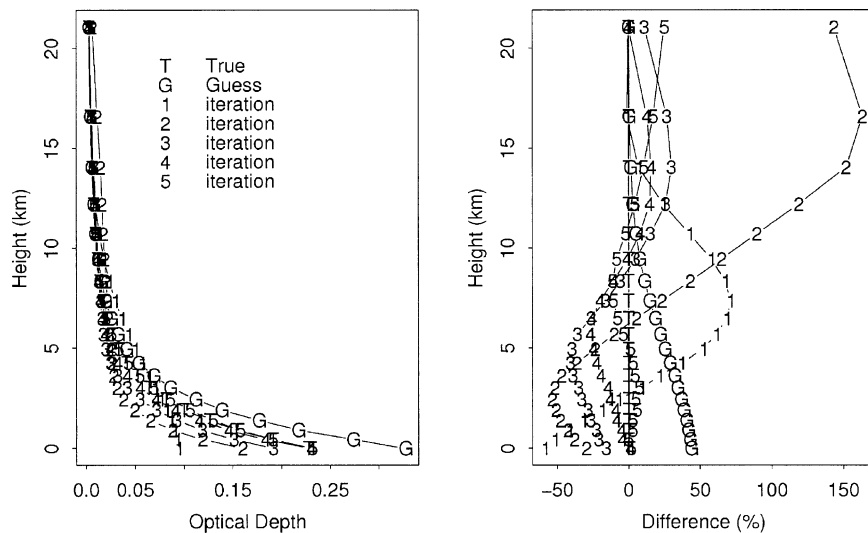 T True
G Guess
1 iteration
2 iteration
3 iteration
4 iteration
5 iteration
Height (km)
20
15
10
5
0
0.0 0.05 0.15 0.25
Optical Depth
Height (km)
20
15
10
5
0
-50 0 50 100 150
Difference (%)